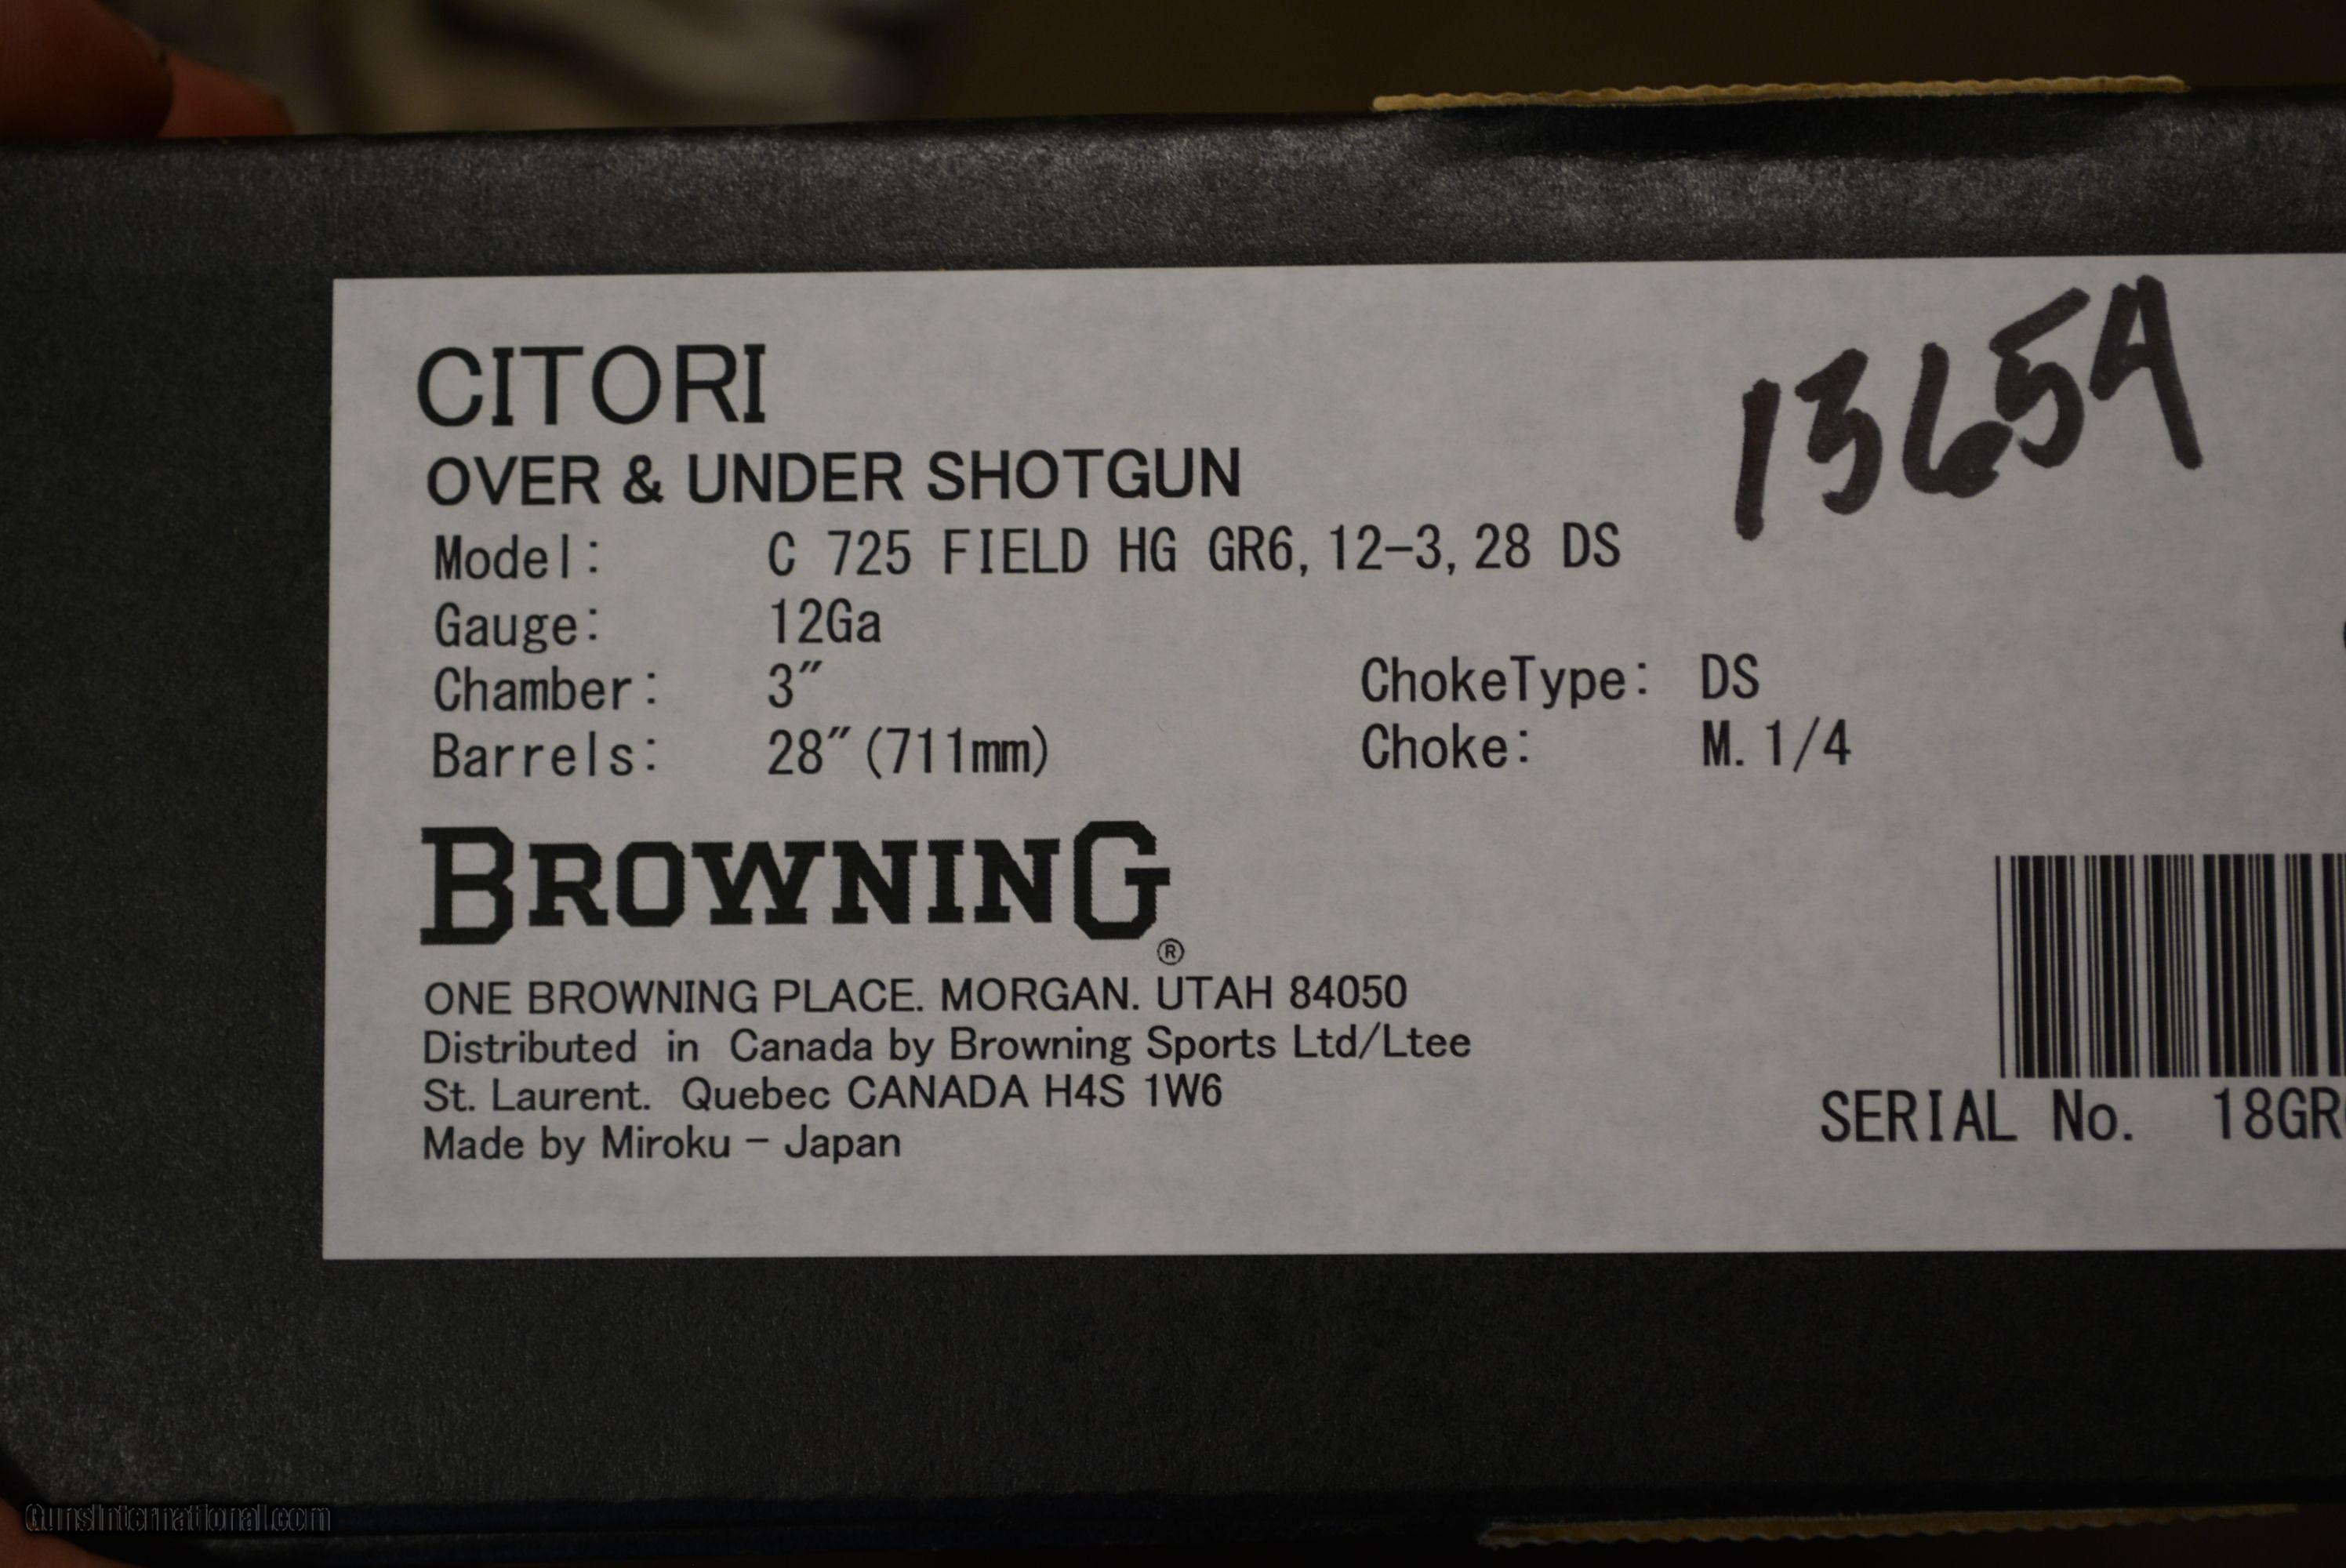 CITORI
1365A
OVER & UNDER SHOTGUN
Model: C 725 FIELD HG GR6, 12-3, 28 DS
Gauge: 12Ga
Chamber: 3″ ChokeType: DS
Barrels: 28″(711mm) Choke: M. 1/4
BROWNING®
ONE BROWNING PLACE. MORGAN. UTAH 84050
Distributed in Canada by Browning Sports Ltd/Ltee
St. Laurent. Quebec CANADA H4S 1W6
Made by Miroku - Japan
SERIAL No. 18GR
GunsInternational.com